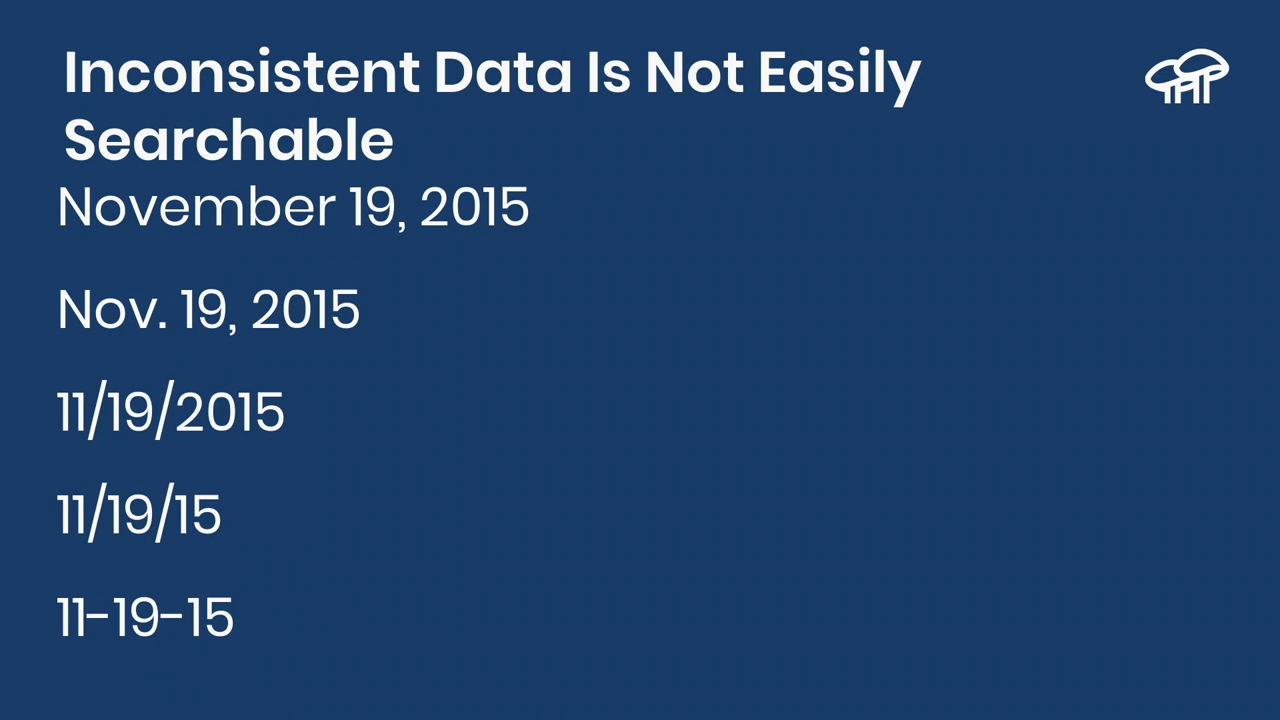 Inconsistent Data Is Not Easily
Searchable
November 19, 2015
Nov. 19, 2015
11/19/2015
11/19/15
11-19-15